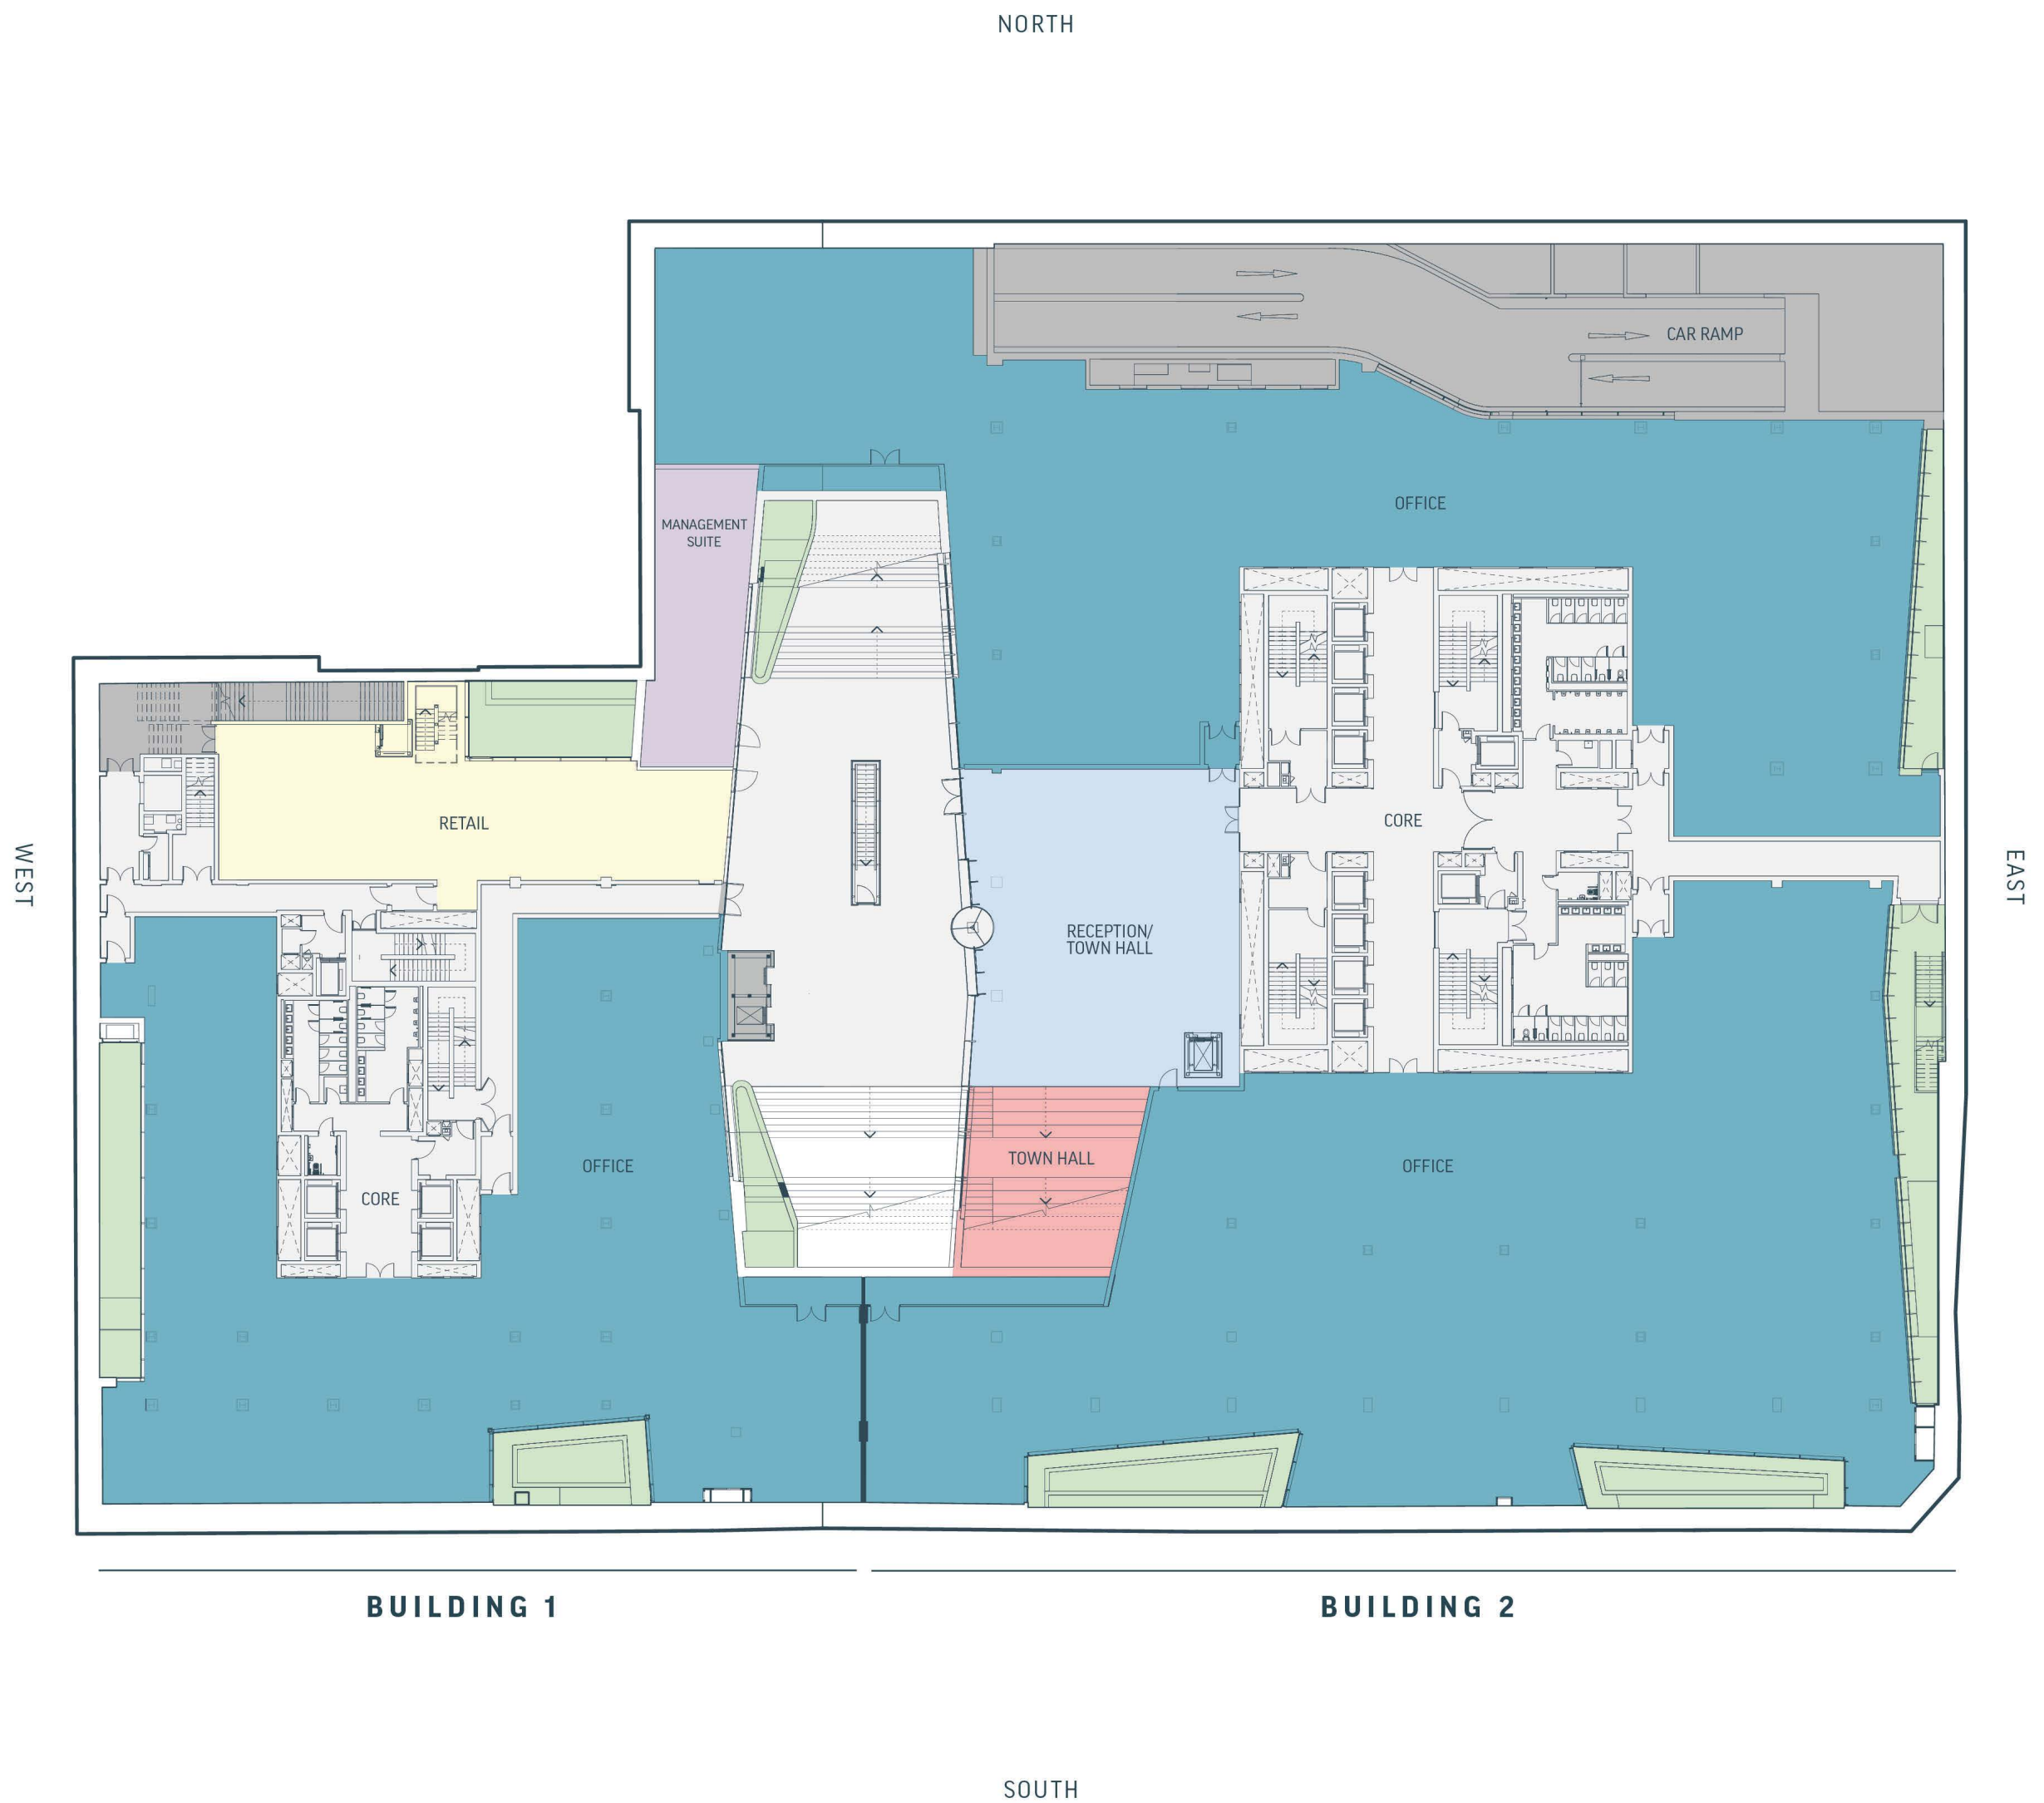 NORTH
CAR RAMP
OFFICE
MANAGEMENT
SUITE
RETAIL
CORE
WEST
EAST
RECEPTION/
TOWN HALL
OFFICE
TOWN HALL
OFFICE
CORE
BUILDING 1
BUILDING 2
SOUTH